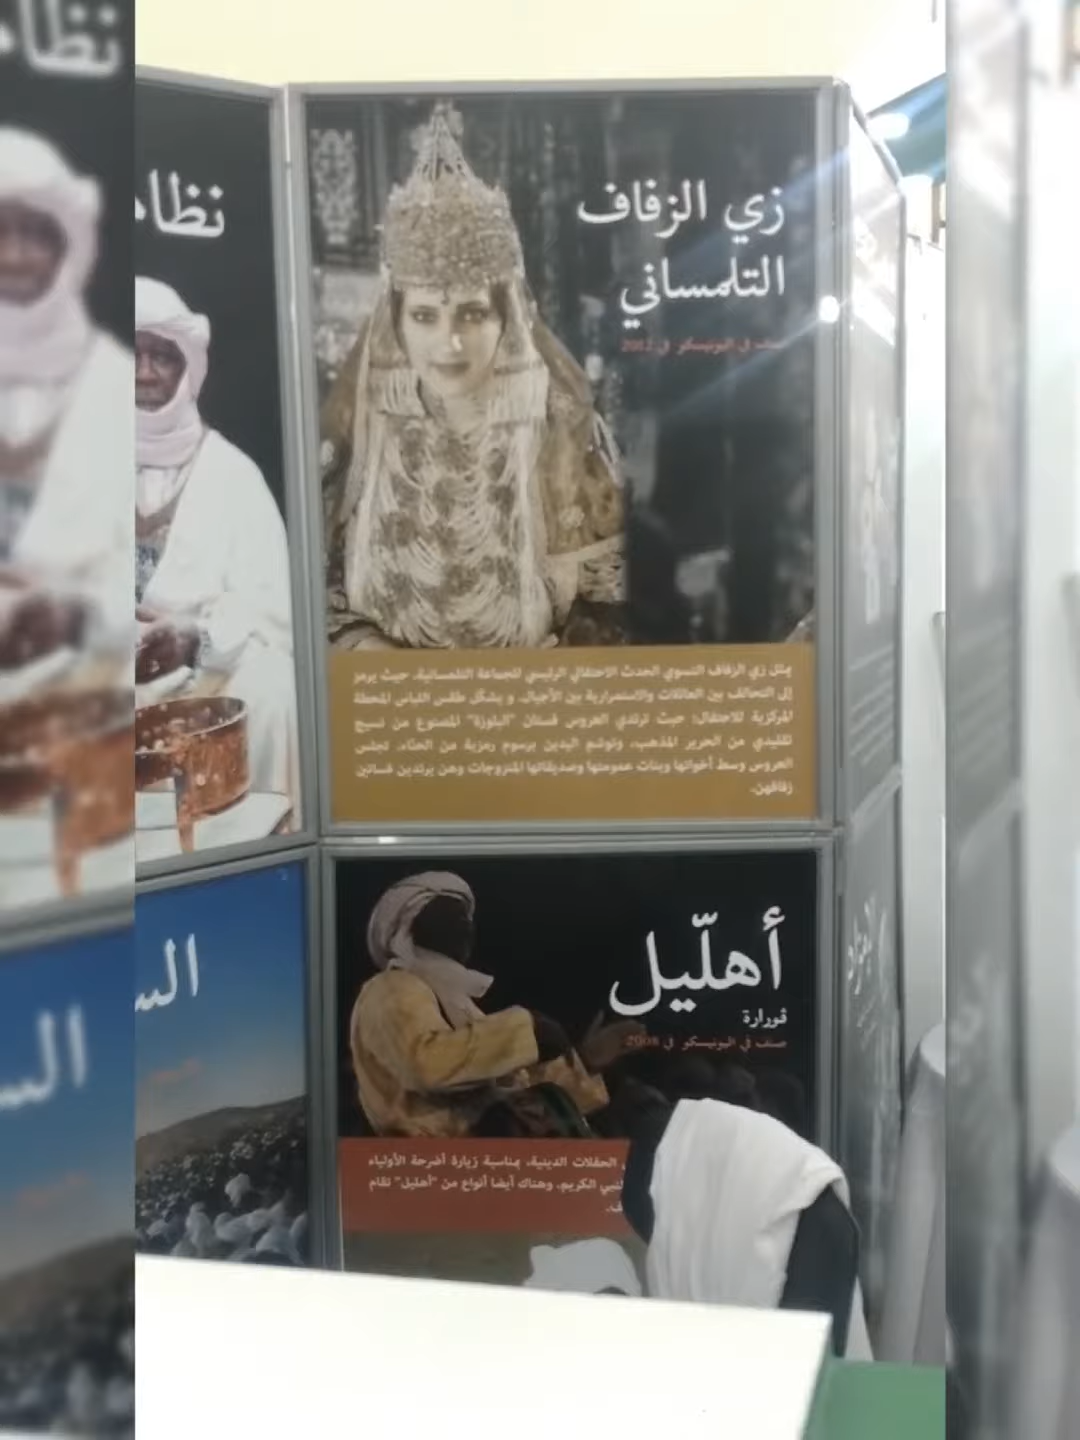 زي الزفاف
التلمساني
صنف في اليونيسكو في 2012
يمثل زي الزفاف النسوي الحدث الاحتفالي الرئيسي للجماعة التلمسانية، حيث يرمز
إلى التحالف بين العائلات والاستمرارية بين الأجيال. و يشكّل طقس اللباس المحطة
المركزية للاحتفال: حيث ترتدي العروس فستان "البلوزة" المصنوع من نسيج
تقليدي من الحرير المذهب، وتوشم اليدين برسوم رمزية من الحنّاء. تجلس
العروس وسط أخواتها وبنات عمومتها وصديقاتها المتزوجات وهن يرتدين فساتين
زفافهن.
أهلّيل
ڤورارة
صنف في اليونيسكو في 2008
الحفلات الدينية، بمناسبة زيارة أضرحة الأولياء
النبي الكريم. وهناك أيضا أنواع من "أهليل" تقام
نظا
الس